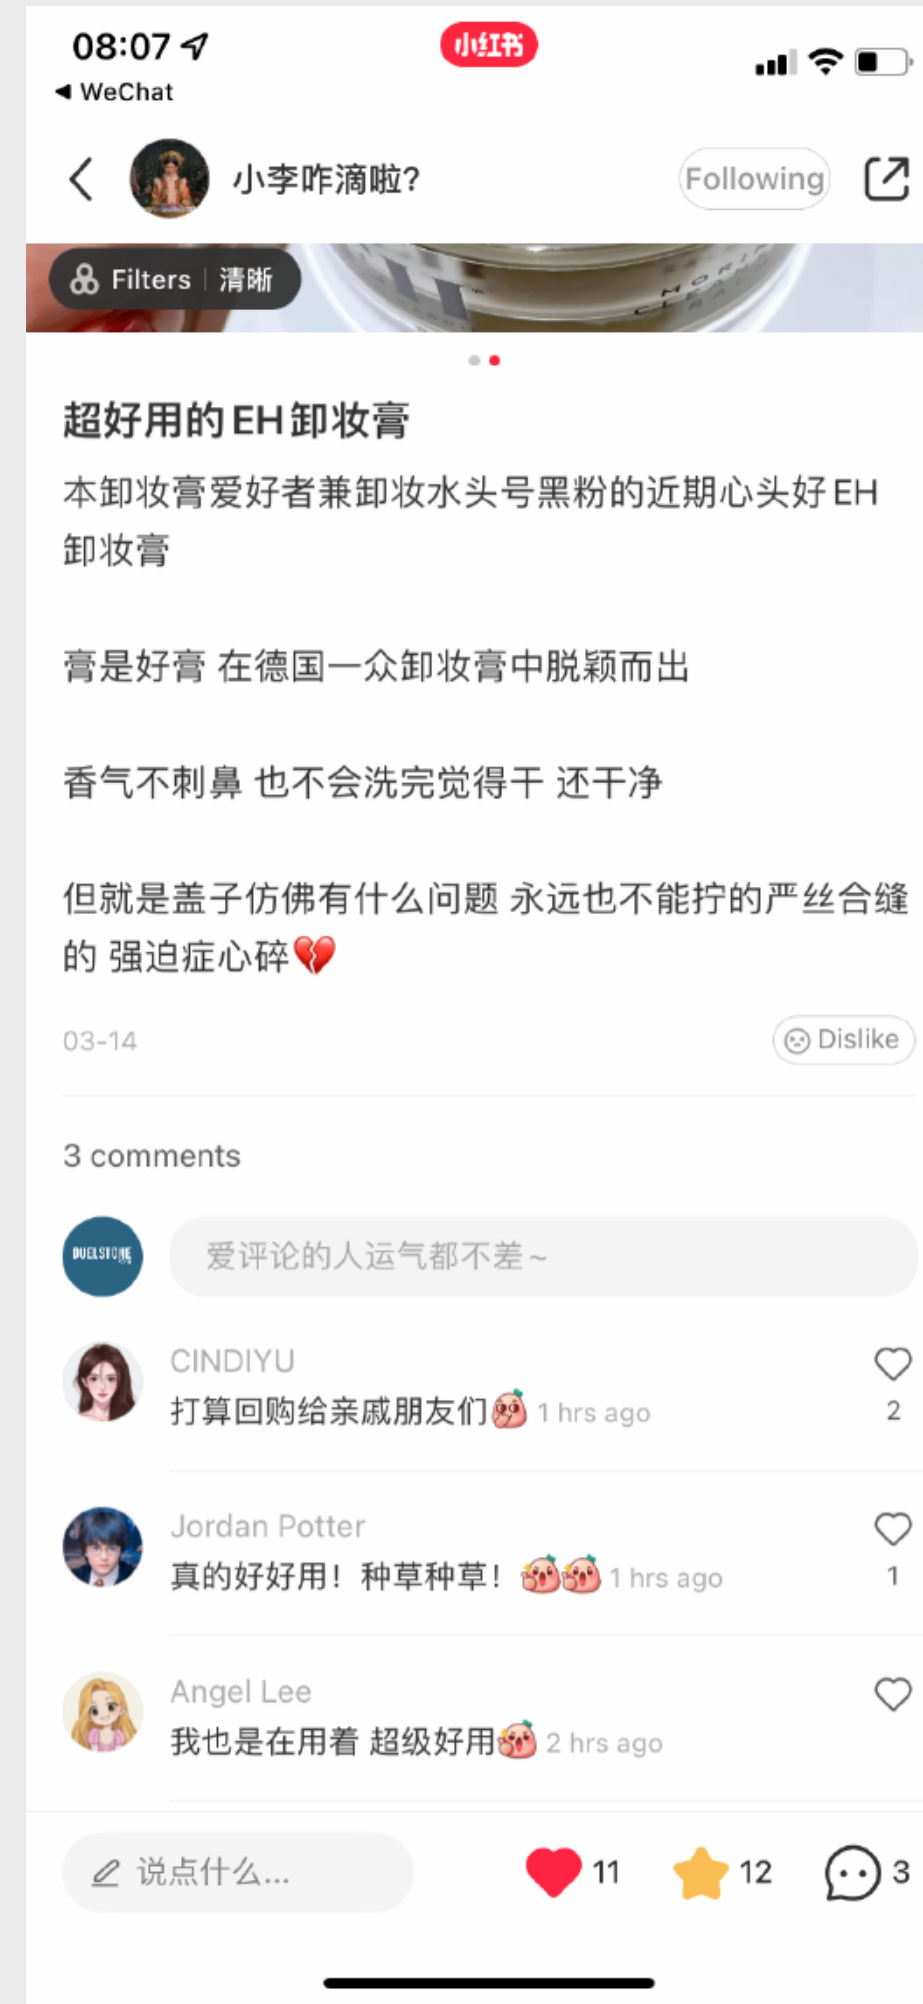 08:07
小红书
WeChat
小李咋滴啦?
Following
Filters | 清晰
超好用的EH卸妆膏
本卸妆膏爱好者兼卸妆水头号黑粉的近期心头好EH
卸妆膏
膏是好膏 在德国一众卸妆膏中脱颖而出
香气不刺鼻 也不会洗完觉得干 还干净
但就是盖子仿佛有什么问题 永远也不能拧的严丝合缝
的 强迫症心碎💔
03-14
Dislike
3 comments
DUELSTONE
爱评论的人运气都不差~
CINDIYU
打算回购给亲戚朋友们 1 hrs ago
2
Jordan Potter
真的好好用！种草种草！ 1 hrs ago
1
Angel Lee
我也是在用着 超级好用 2 hrs ago
说点什么...
11
12
3